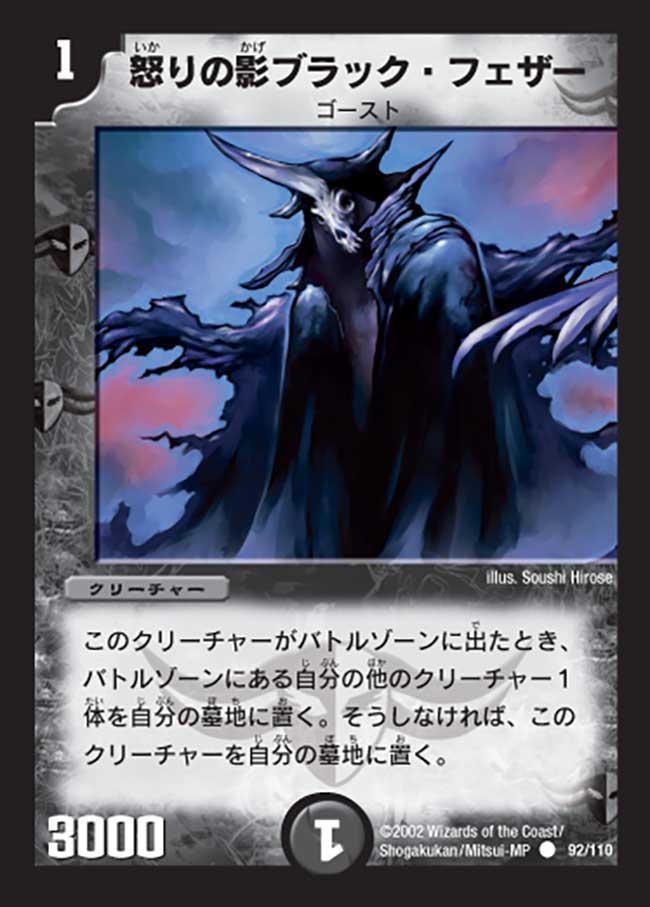 1
怒りの影ブラック・フェザー
ゴースト
illus. Soushi Hirose
クリーチャー
このクリーチャーがバトルゾーンに出たとき、
バトルゾーンにある自分の他のクリーチャー1
体を自分の墓地に置く。そうしなければ、この
クリーチャーを自分の墓地に置く。
3000
1
©2002 Wizards of the Coast/
Shogakukan/Mitsui-MP
92/110